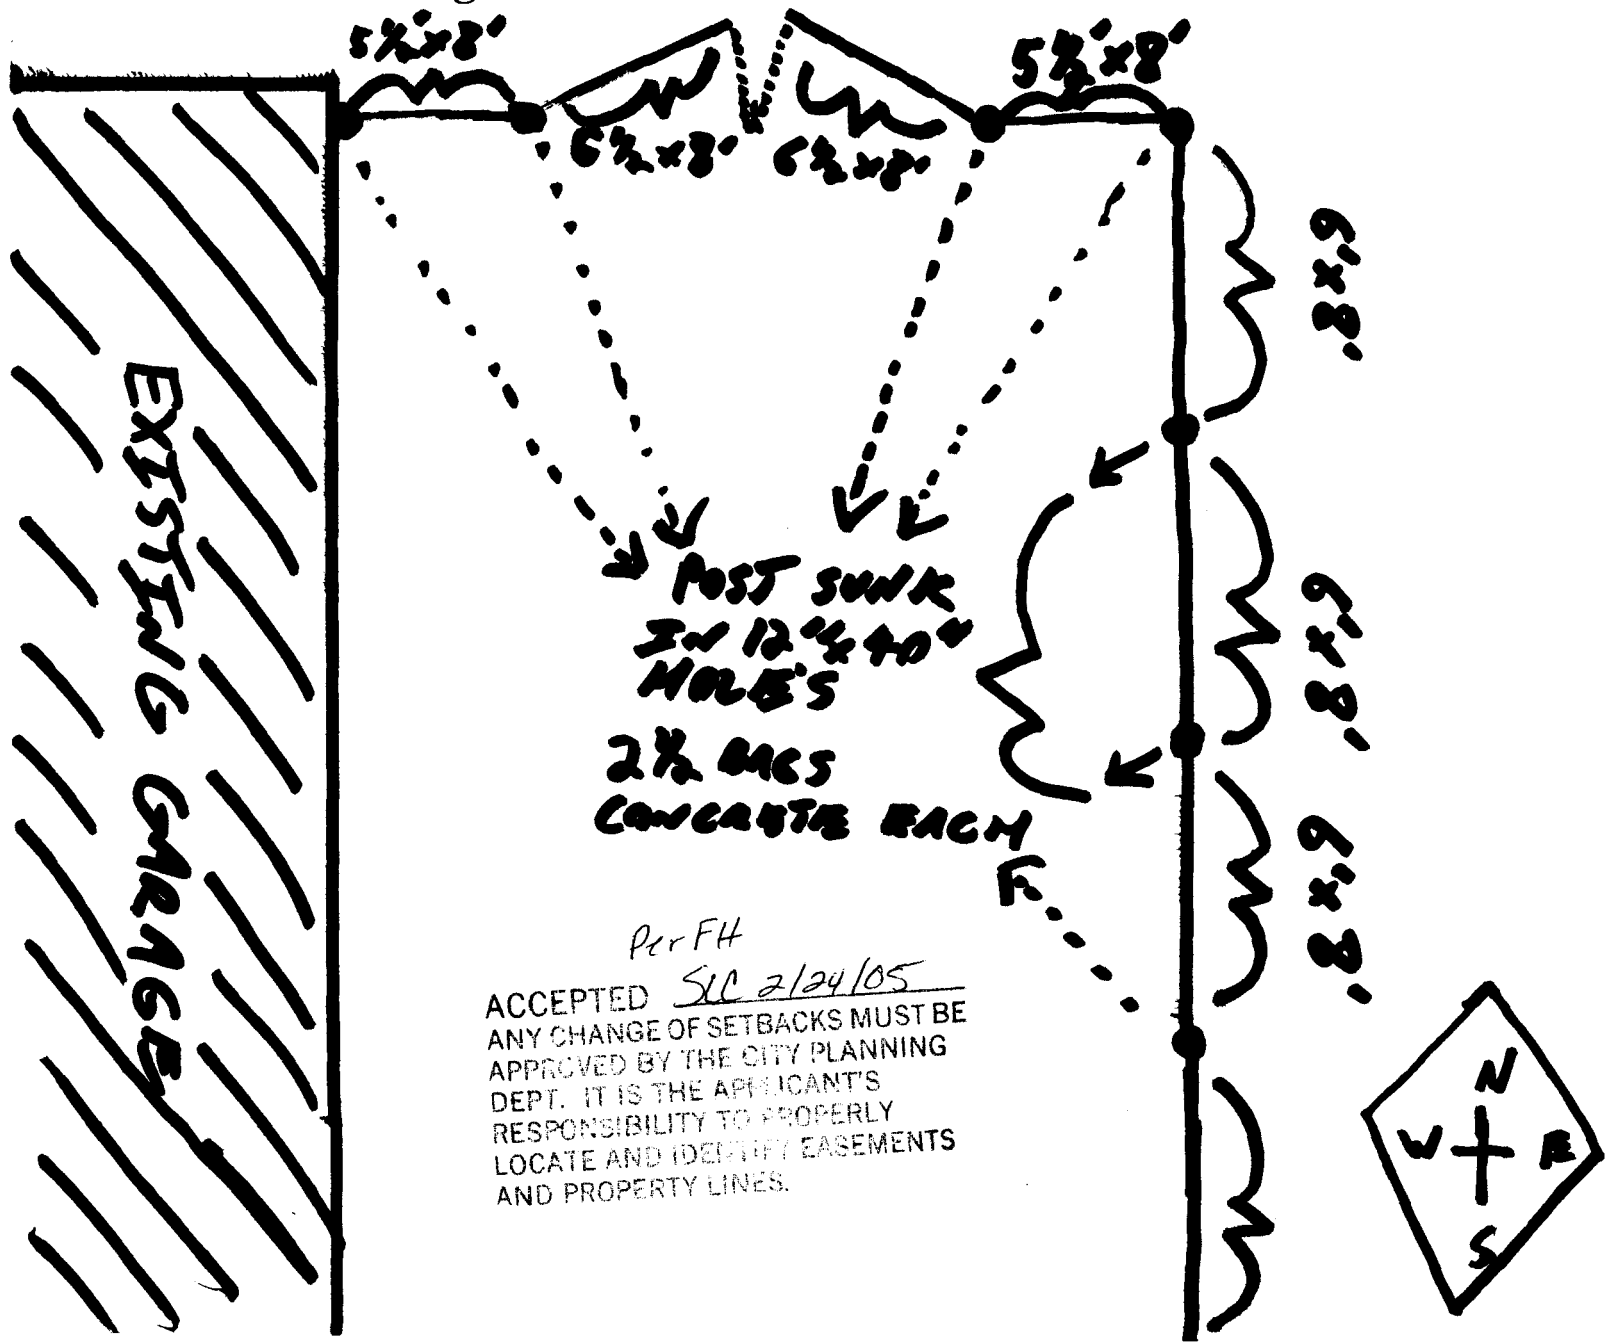 5½'x8'
5½'x8'
6½'x8'
6½'x8'
6'x8'
6'x8'
6'x8'
EXISTING GARAGE
POST SUNK
IN 12"x40"
HOLE'S
2½ BAGS
CONCRETE EACH
Per FH
ACCEPTED SLC 2/24/05
ANY CHANGE OF SETBACKS MUST BE
APPROVED BY THE CITY PLANNING
DEPT. IT IS THE APPLICANT'S
RESPONSIBILITY TO PROPERLY
LOCATE AND IDENTIFY EASEMENTS
AND PROPERTY LINES.
N
W E
S